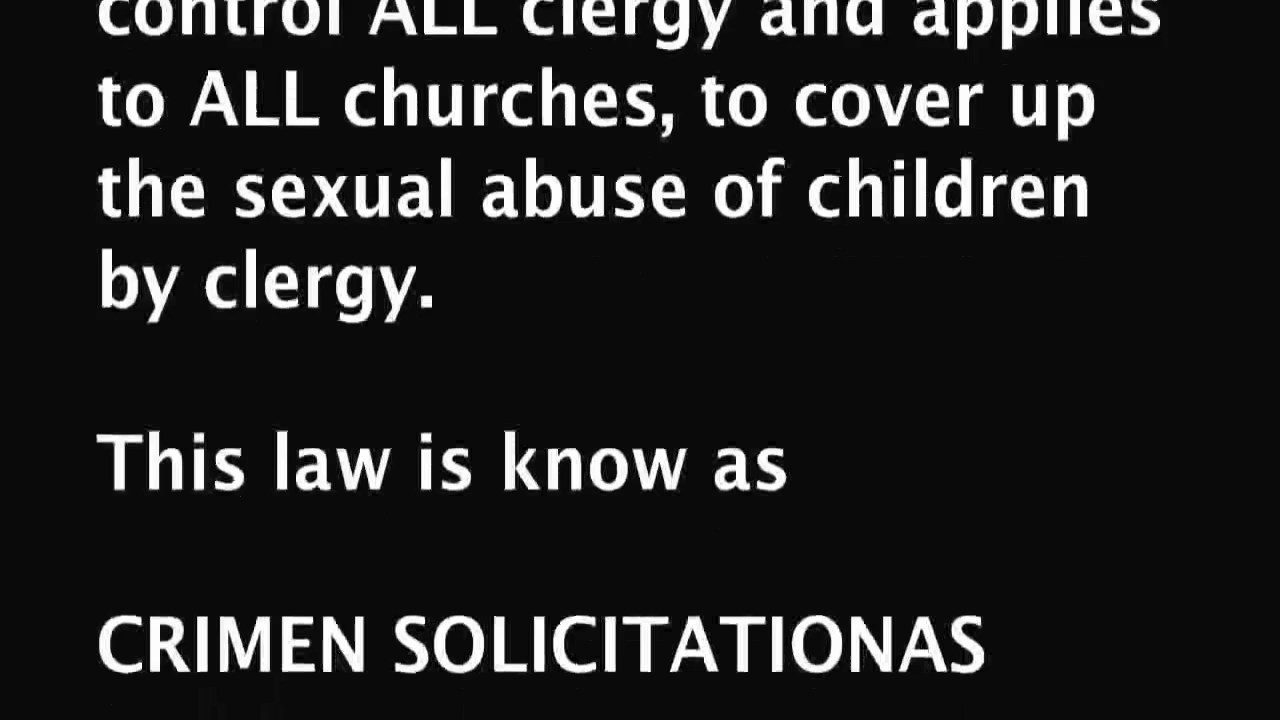 control ALL clergy and applies
to ALL churches, to cover up
the sexual abuse of children
by clergy.
This law is know as
CRIMEN SOLICITATIONAS